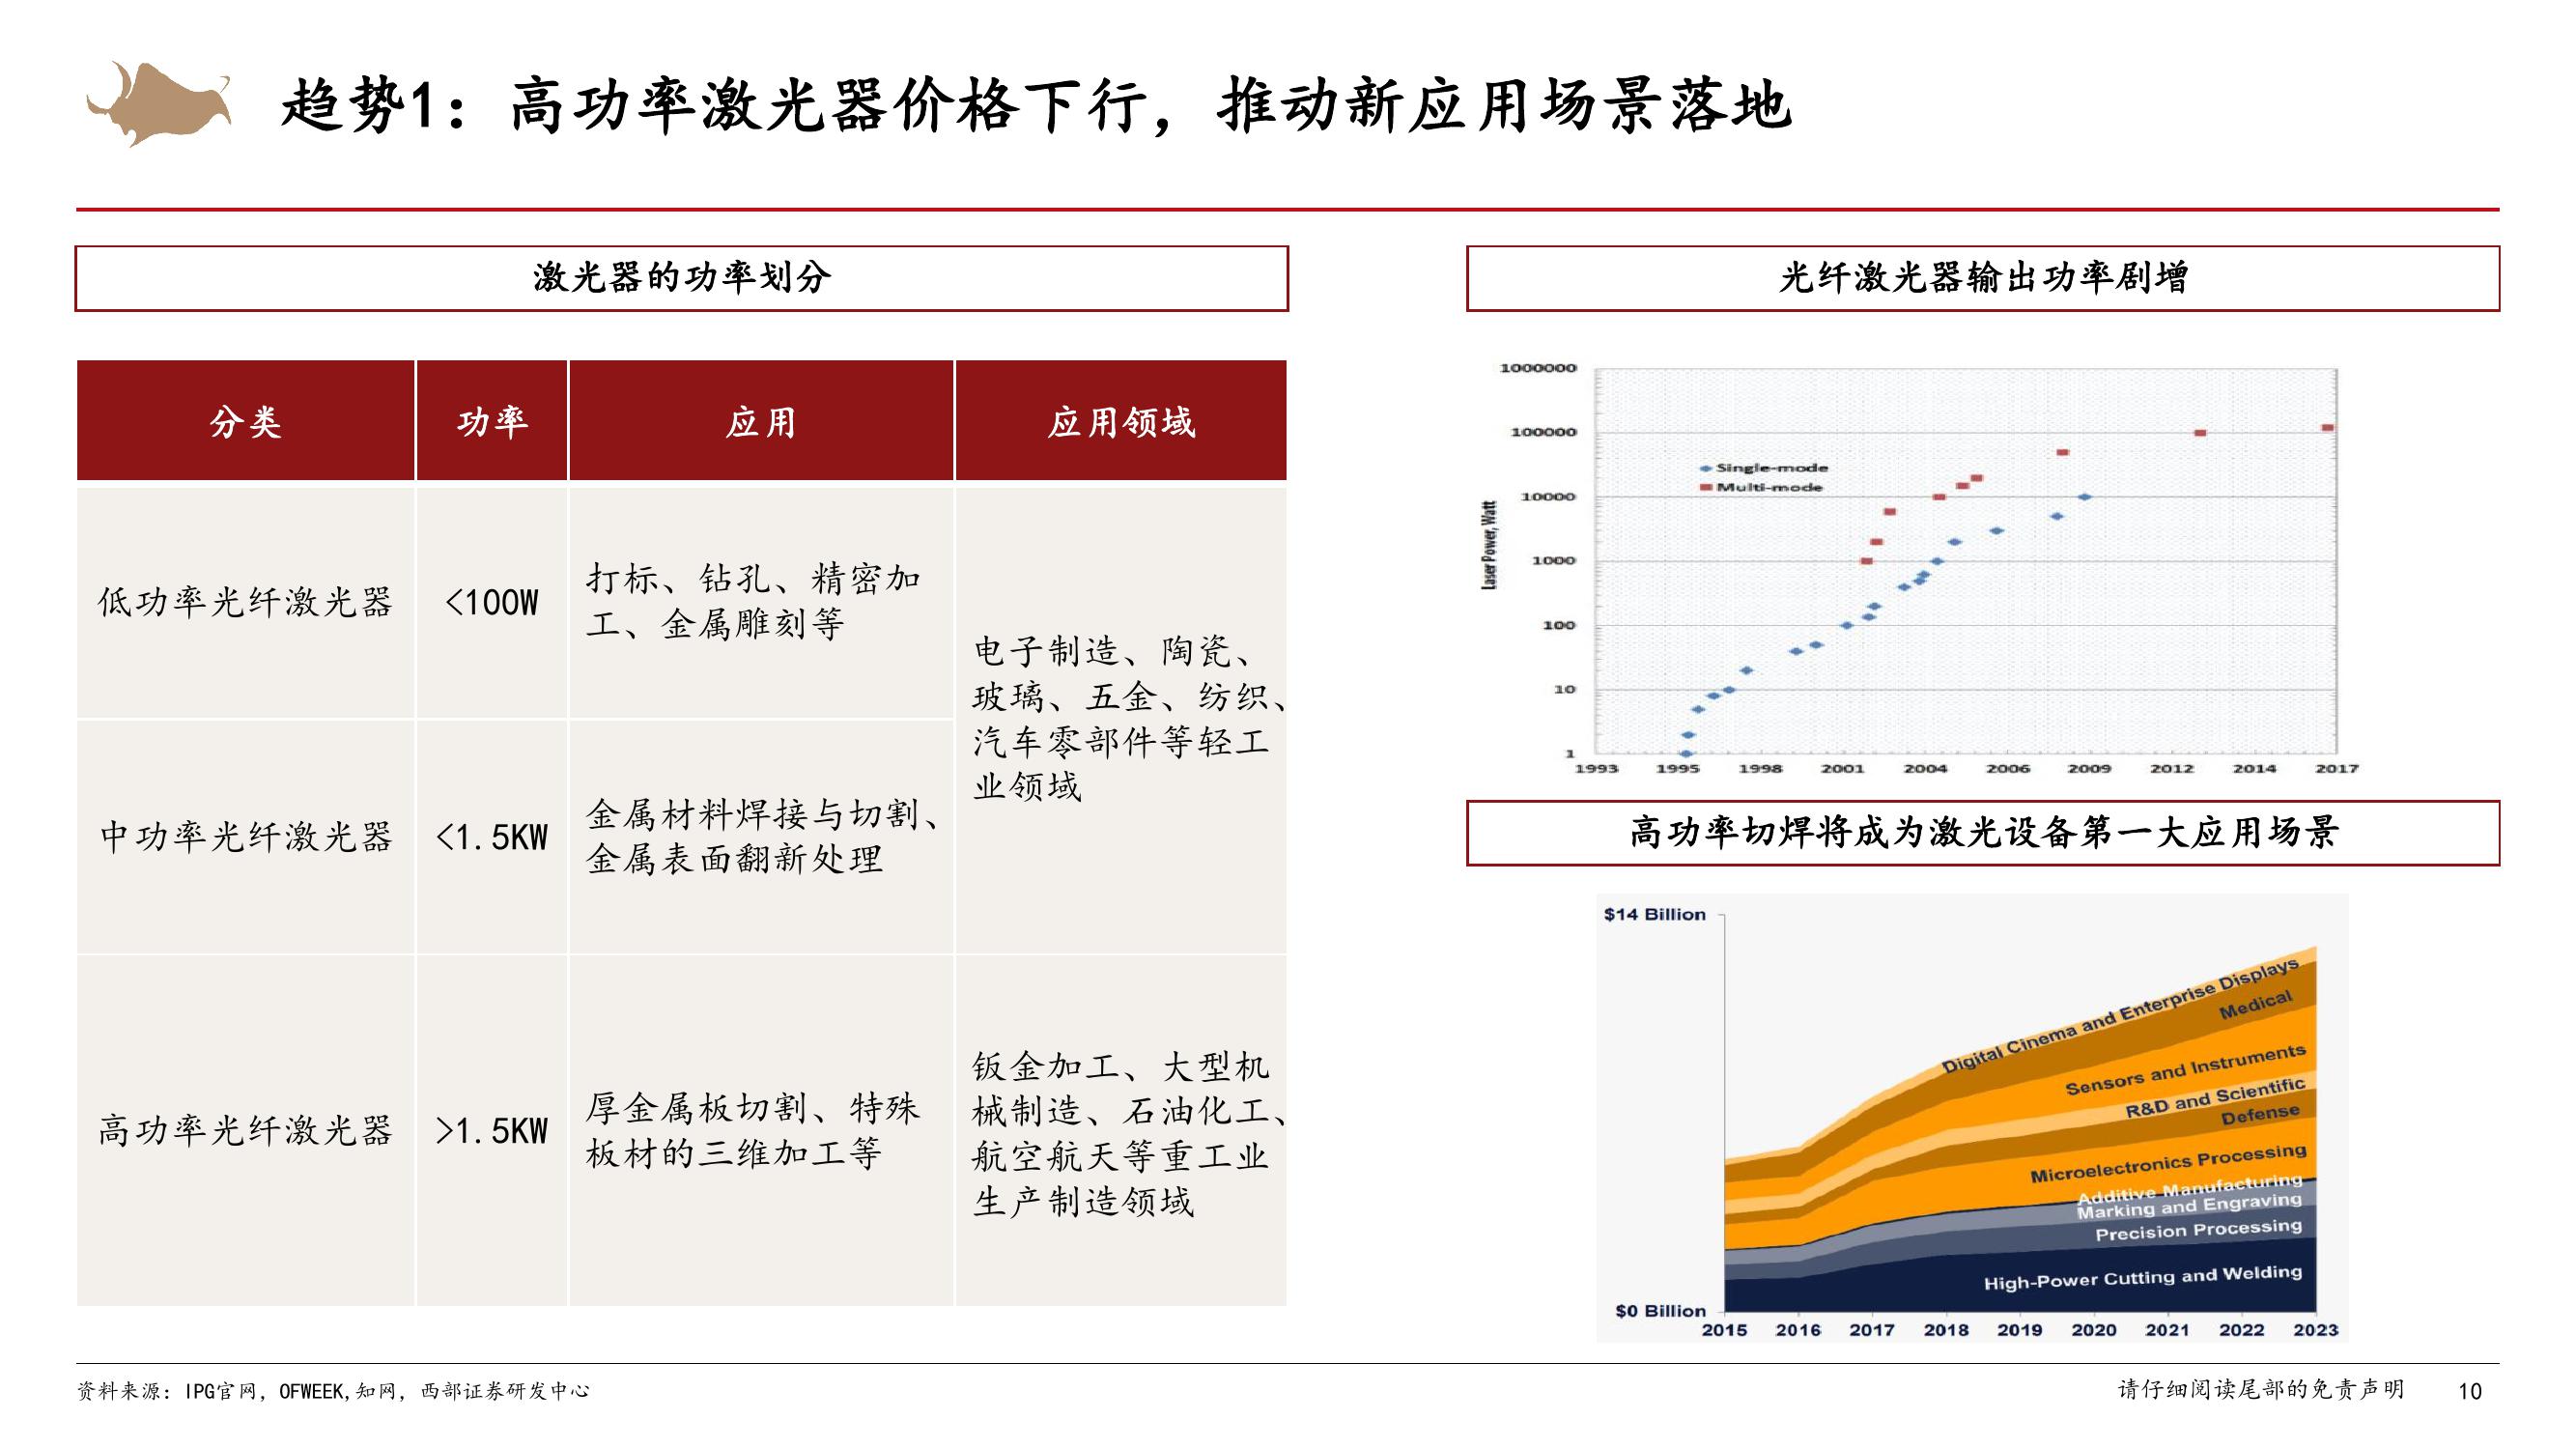 趋势1：高功率激光器价格下行，推动新应用场景落地
激光器的功率划分
分类
功率
应用
应用领域
低功率光纤激光器
<100W
打标、钻孔、精密加
工、金属雕刻等
电子制造、陶瓷、
玻璃、五金、纺织、
汽车零部件等轻工
业领域
中功率光纤激光器
<1.5KW
金属材料焊接与切割、
金属表面翻新处理
高功率光纤激光器
>1.5KW
厚金属板切割、特殊
板材的三维加工等
钣金加工、大型机
械制造、石油化工、
航空航天等重工业
生产制造领域
光纤激光器输出功率剧增
1000000
100000
10000
1000
100
10
1
Laser Power, Watt
Single-mode
Multi-mode
1993 1995 1998 2001 2004 2006 2009 2012 2014 2017
高功率切焊将成为激光设备第一大应用场景
$14 Billion
Digital Cinema and Enterprise Displays
Medical
Sensors and Instruments
R&D and Scientific
Defense
Microelectronics Processing
Additive Manufacturing
Marking and Engraving
Precision Processing
High-Power Cutting and Welding
$0 Billion
2015 2016 2017 2018 2019 2020 2021 2022 2023
资料来源：IPG官网，OFWEEK,知网，西部证券研发中心
请仔细阅读尾部的免责声明
10